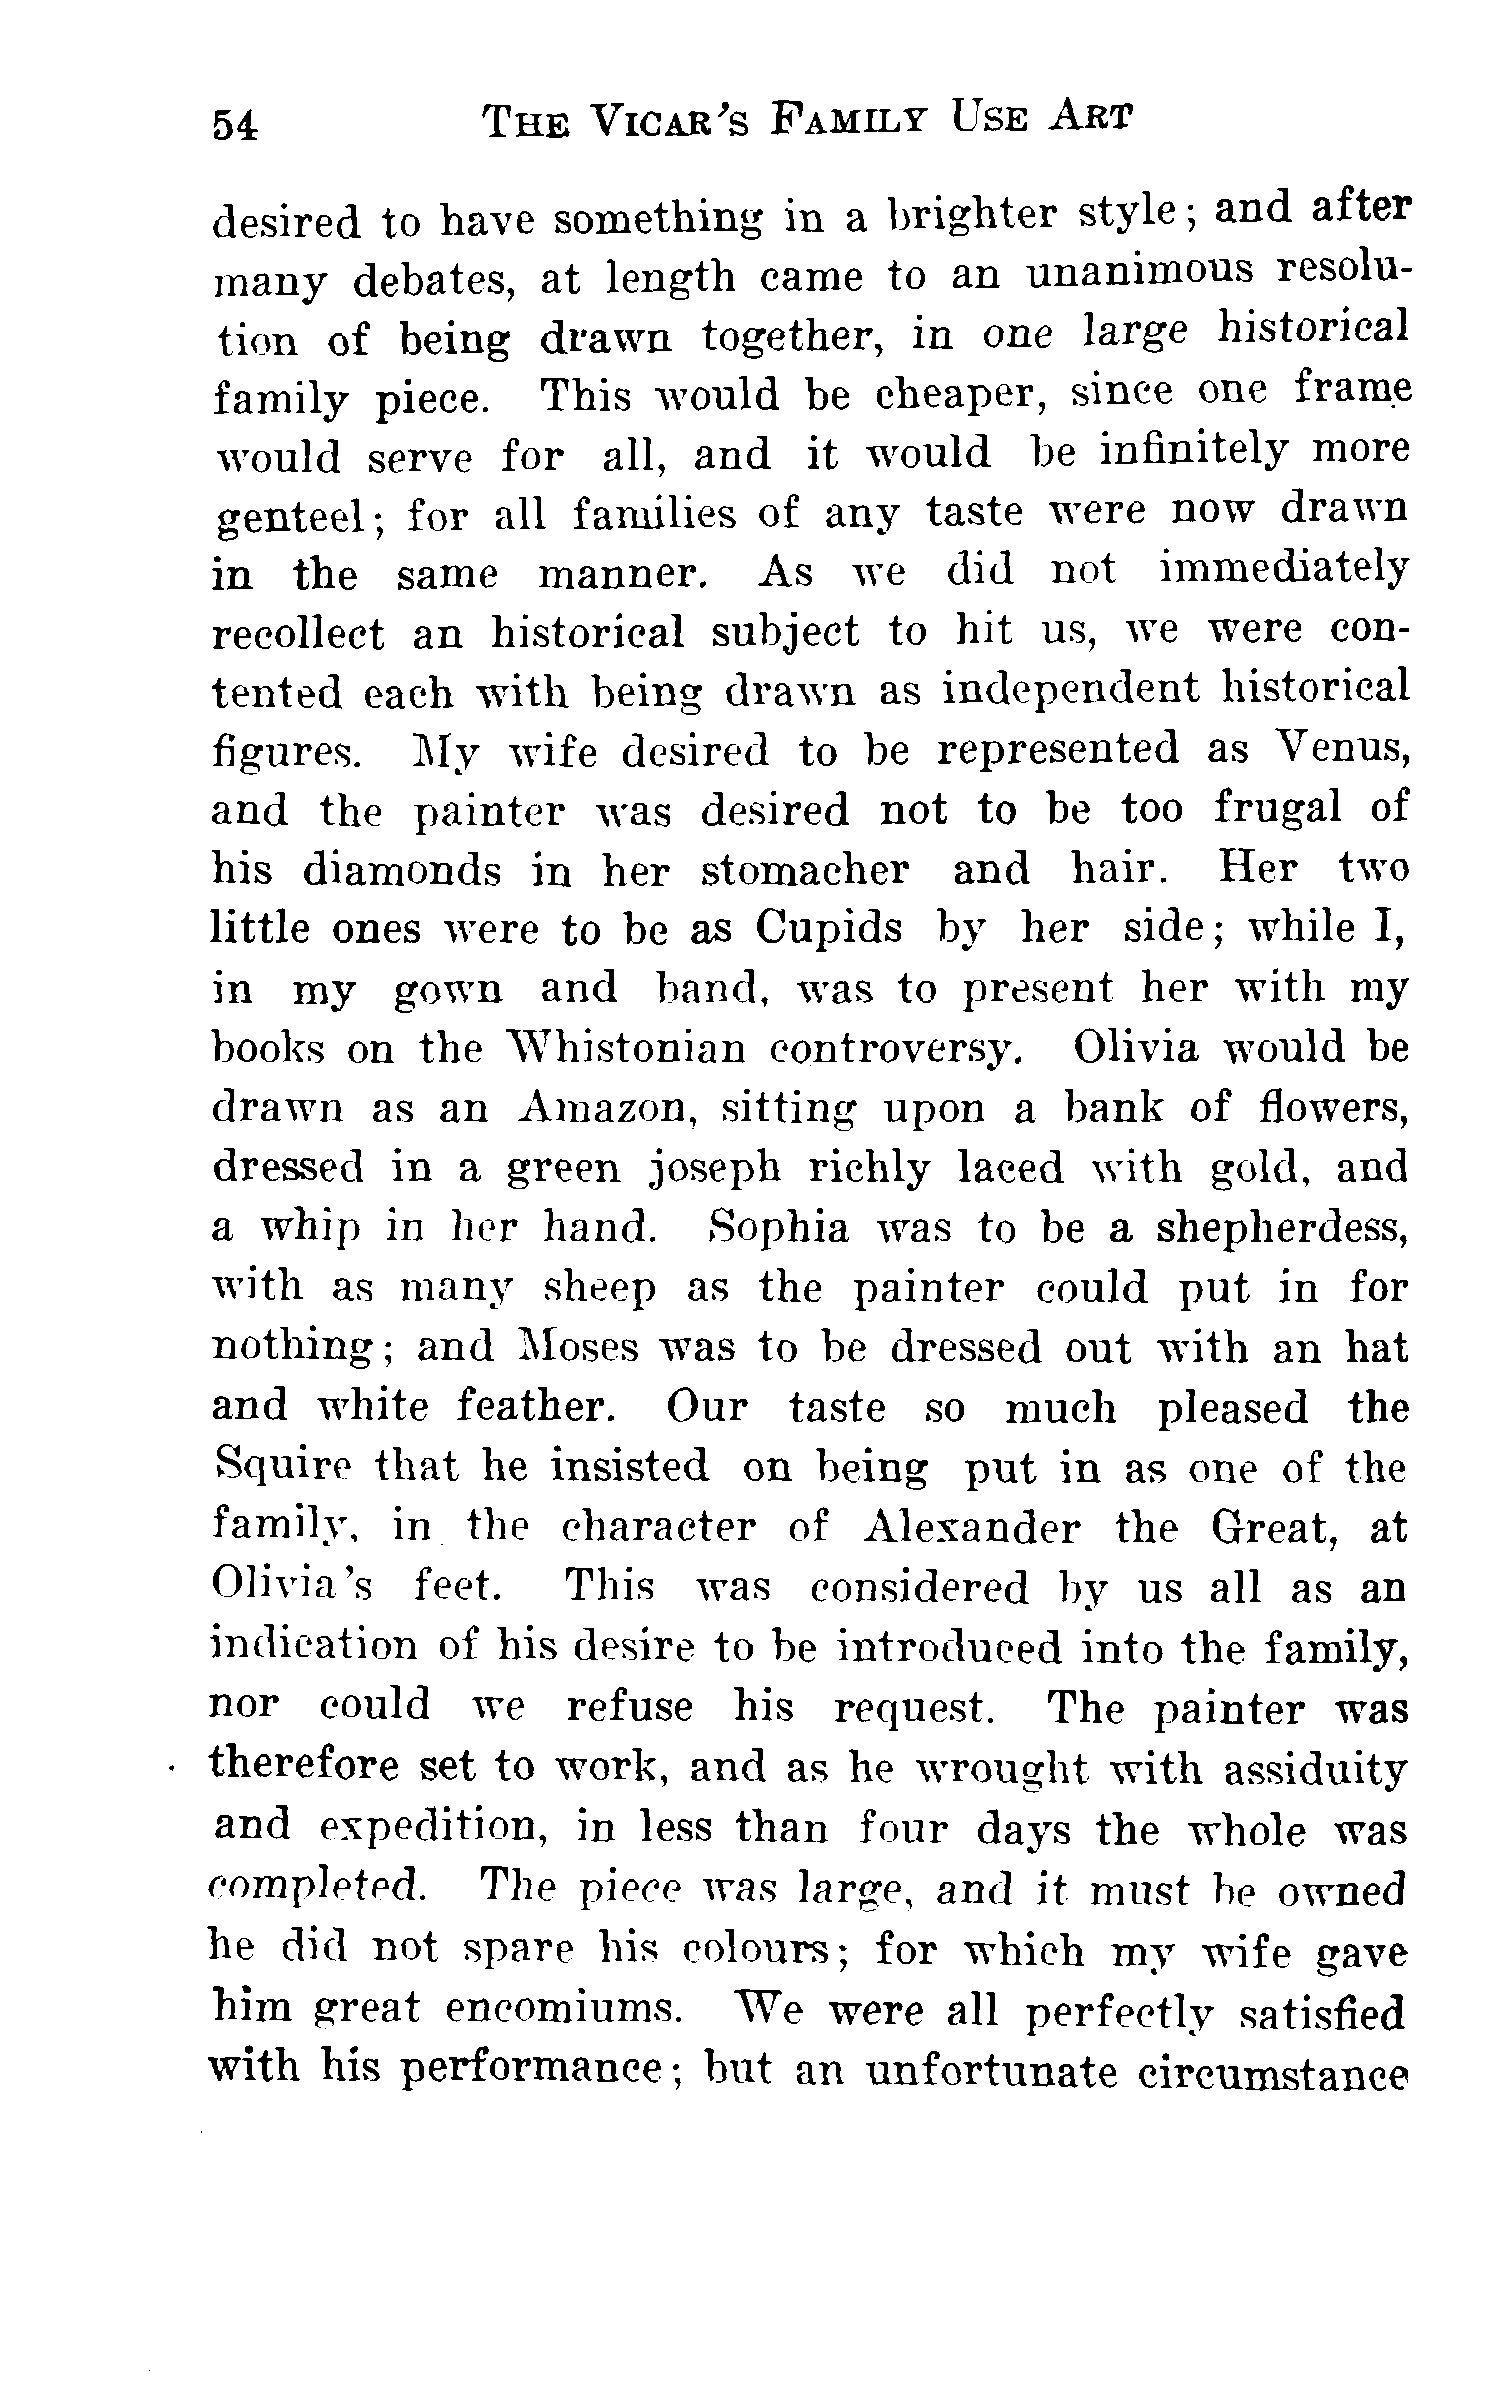 54 THE VICAR'S FAMILY USE ART
desired to have something in a brighter style; and after
many debates, at length came to an unanimous resolu-
tion of being drawn together, in one large historical
family piece. This would be cheaper, since one frame
would serve for all, and it would be infinitely more
genteel; for all families of any taste were now drawn
in the same manner. As we did not immediately
recollect an historical subject to hit us, we were con-
tented each with being drawn as independent historical
figures. My wife desired to be represented as Venus,
and the painter was desired not to be too frugal of
his diamonds in her stomacher and hair. Her two
little ones were to be as Cupids by her side; while I,
in my gown and band, was to present her with my
books on the Whistonian controversy. Olivia would be
drawn as an Amazon, sitting upon a bank of flowers,
dressed in a green joseph richly laced with gold, and
a whip in her hand. Sophia was to be a shepherdess,
with as many sheep as the painter could put in for
nothing; and Moses was to be dressed out with an hat
and white feather. Our taste so much pleased the
Squire that he insisted on being put in as one of the
family, in the character of Alexander the Great, at
Olivia's feet. This was considered by us all as an
indication of his desire to be introduced into the family,
nor could we refuse his request. The painter was
therefore set to work, and as he wrought with assiduity
and expedition, in less than four days the whole was
completed. The piece was large, and it must be owned
he did not spare his colours; for which my wife gave
him great encomiums. We were all perfectly satisfied
with his performance; but an unfortunate circumstance